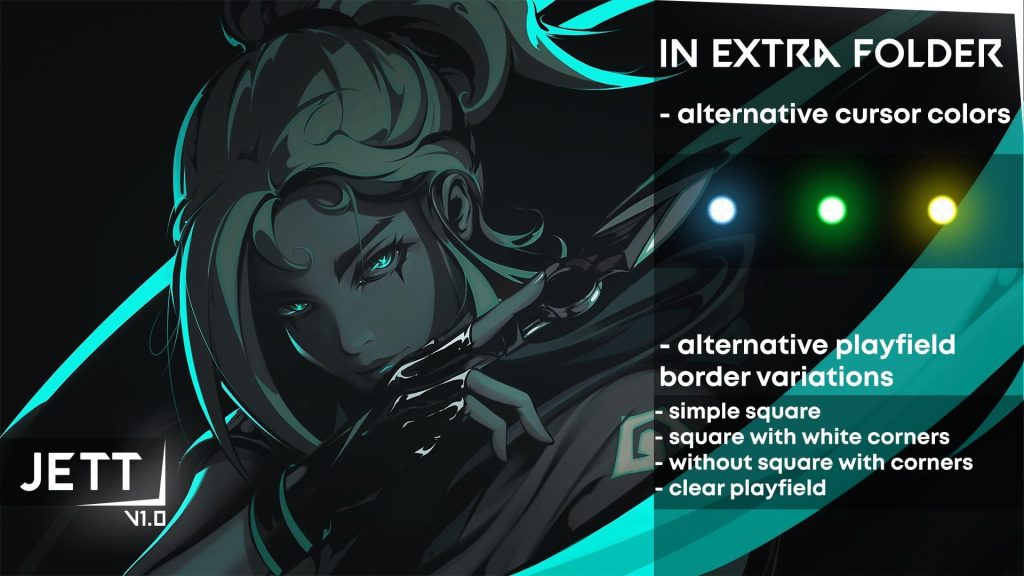 IN EXTRA FOLDER
- alternative cursor colors
- alternative playfield
border variations
- simple square
- square with white corners
- without square with corners
- clear playfield
JETT
V1.0